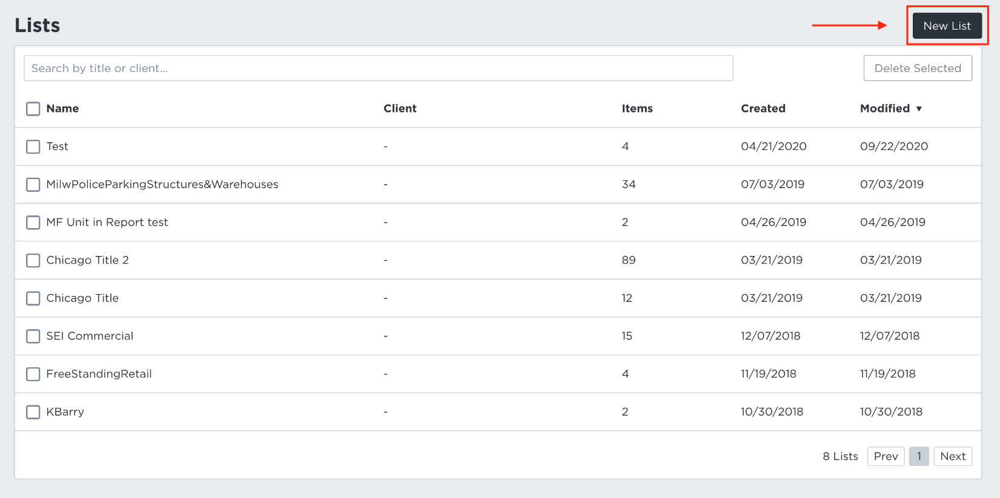 Lists
New List
Search by title or client...
Delete Selected
Name Client Items Created Modified ▼
Test - 4 04/21/2020 09/22/2020
MilwPoliceParkingStructures&Warehouses - 34 07/03/2019 07/03/2019
MF Unit in Report test - 2 04/26/2019 04/26/2019
Chicago Title 2 - 89 03/21/2019 03/21/2019
Chicago Title - 12 03/21/2019 03/21/2019
SEI Commercial - 15 12/07/2018 12/07/2018
FreeStandingRetail - 4 11/19/2018 11/19/2018
KBarry - 2 10/30/2018 10/30/2018
8 Lists Prev 1 Next